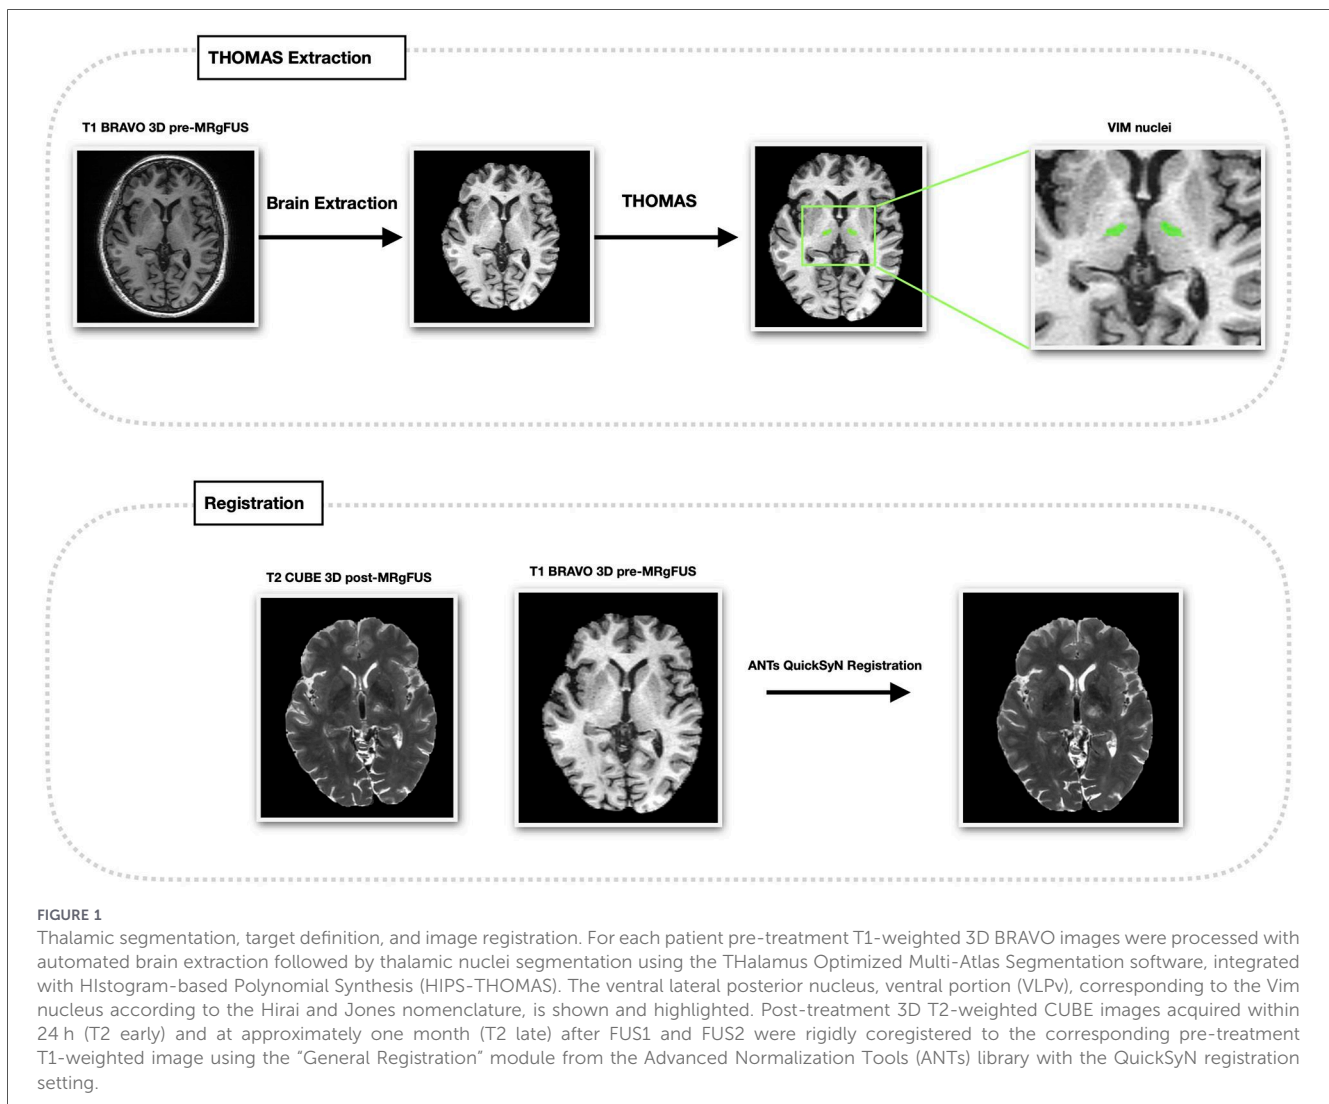 THOMAS Extraction
T1 BRAVO 3D pre-MRgFUS
VIM nuclei
Brain Extraction
THOMAS
Registration
T2 CUBE 3D post-MRgFUS
T1 BRAVO 3D pre-MRgFUS
ANTs QuickSyN Registration
FIGURE 1
Thalamic segmentation, target definition, and image registration. For each patient pre-treatment T1-weighted 3D BRAVO images were processed with
automated brain extraction followed by thalamic nuclei segmentation using the THalamus Optimized Multi-Atlas Segmentation software, integrated
with HIstogram-based Polynomial Synthesis (HIPS-THOMAS). The ventral lateral posterior nucleus, ventral portion (VLPv), corresponding to the Vim
nucleus according to the Hirai and Jones nomenclature, is shown and highlighted. Post-treatment 3D T2-weighted CUBE images acquired within
24 h (T2 early) and at approximately one month (T2 late) after FUS1 and FUS2 were rigidly coregistered to the corresponding pre-treatment
T1-weighted image using the “General Registration” module from the Advanced Normalization Tools (ANTs) library with the QuickSyN registration
setting.